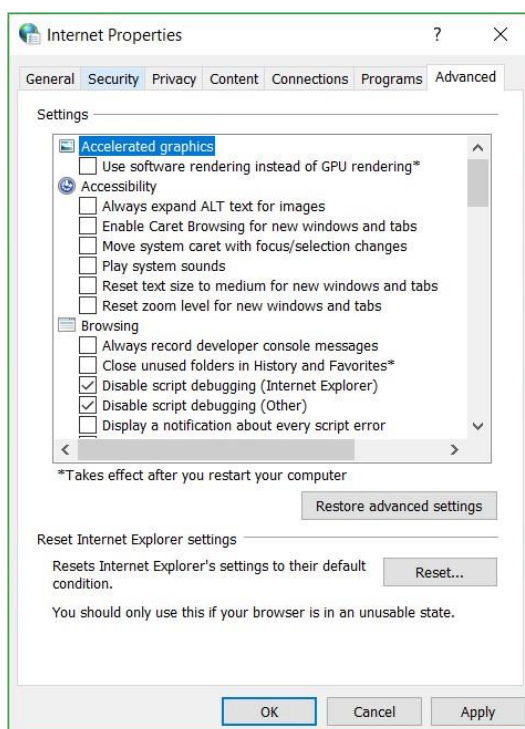 Internet Properties
?
General Security Privacy Content Connections Programs Advanced
Settings
Accelerated graphics
Use software rendering instead of GPU rendering*
Accessibility
Always expand ALT text for images
Enable Caret Browsing for new windows and tabs
Move system caret with focus/selection changes
Play system sounds
Reset text size to medium for new windows and tabs
Reset zoom level for new windows and tabs
Browsing
Always record developer console messages
Close unused folders in History and Favorites*
Disable script debugging (Internet Explorer)
Disable script debugging (Other)
Display a notification about every script error
*Takes effect after you restart your computer
Restore advanced settings
Reset Internet Explorer settings
Resets Internet Explorer's settings to their default
condition.
Reset...
You should only use this if your browser is in an unusable state.
OK Cancel Apply